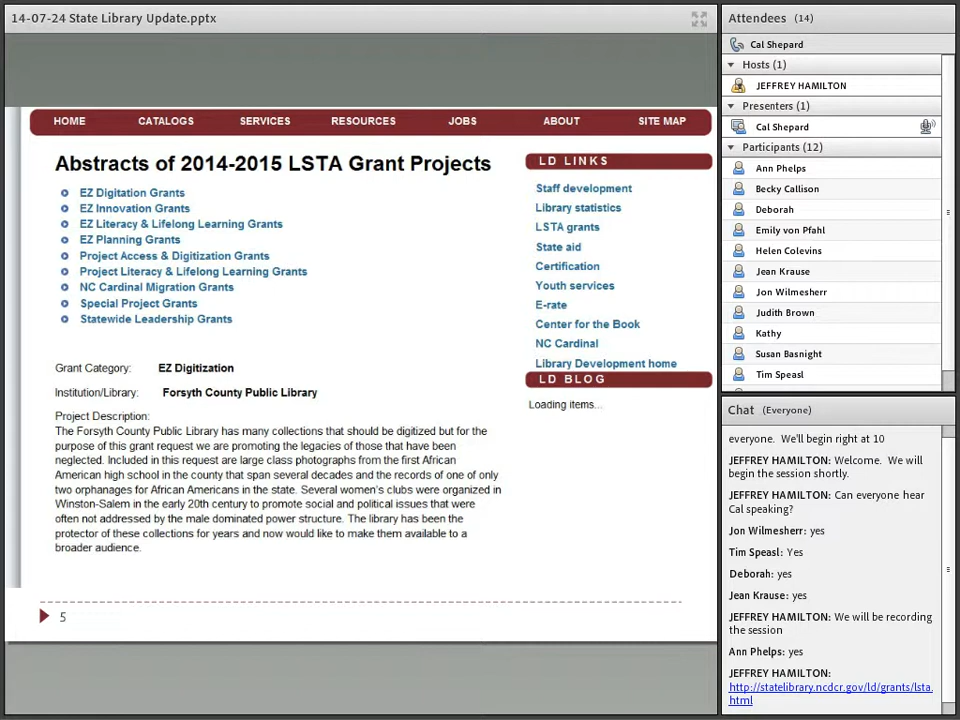 14-07-24 State Library Update.pptx
HOME CATALOGS SERVICES RESOURCES JOBS ABOUT SITE MAP
Abstracts of 2014-2015 LSTA Grant Projects
EZ Digitation Grants
EZ Innovation Grants
EZ Literacy & Lifelong Learning Grants
EZ Planning Grants
Project Access & Digitization Grants
Project Literacy & Lifelong Learning Grants
NC Cardinal Migration Grants
Special Project Grants
Statewide Leadership Grants
Grant Category: EZ Digitization
Institution/Library: Forsyth County Public Library
Project Description:
The Forsyth County Public Library has many collections that should be digitized but for the
purpose of this grant request we are promoting the legacies of those that have been
neglected. Included in this request are large class photographs from the first African
American high school in the county that span several decades and the records of one of only
two orphanages for African Americans in the state. Several women's clubs were organized in
Winston-Salem in the early 20th century to promote social and political issues that were
often not addressed by the male dominated power structure. The library has been the
protector of these collections for years and now would like to make them available to a
broader audience.
LD LINKS
Staff development
Library statistics
LSTA grants
State aid
Certification
Youth services
E-rate
Center for the Book
NC Cardinal
Library Development home
LD BLOG
Loading items...
5
Attendees (14)
Cal Shepard
Hosts (1)
JEFFREY HAMILTON
Presenters (1)
Cal Shepard
Participants (12)
Ann Phelps
Becky Callison
Deborah
Emily von Pfahl
Helen Colevins
Jean Krause
Jon Wilmesherr
Judith Brown
Kathy
Susan Basnight
Tim Speasl
Chat (Everyone)
everyone. We'll begin right at 10
JEFFREY HAMILTON: Welcome. We will
begin the session shortly.
JEFFREY HAMILTON: Can everyone hear
Cal speaking?
Jon Wilmesherr: yes
Tim Speasl: Yes
Deborah: yes
Jean Krause: yes
JEFFREY HAMILTON: We will be recording
the session
Ann Phelps: yes
JEFFREY HAMILTON:
http://statelibrary.ncdcr.gov/ld/grants/lsta.
html